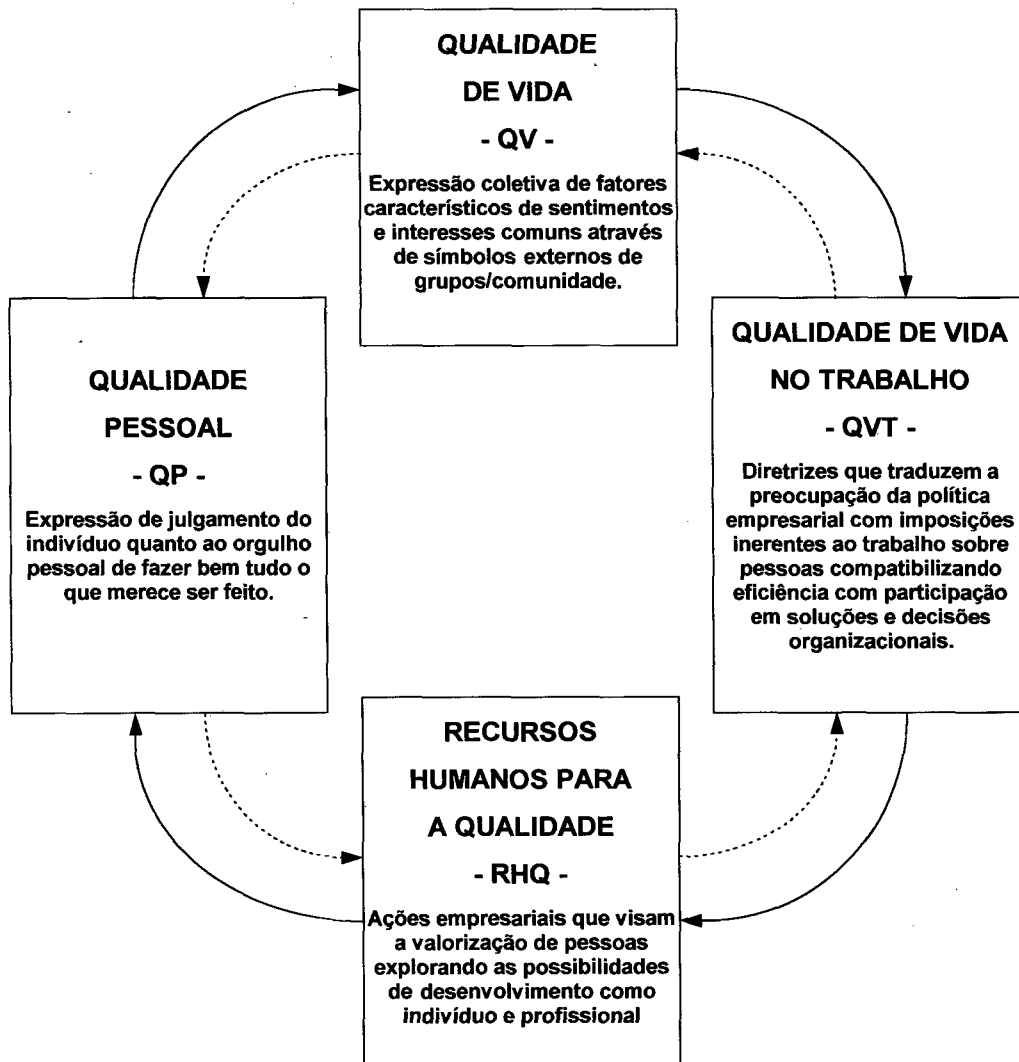 QUALIDADE
DE VIDA
- QV -
Expressão coletiva de fatores
característicos de sentimentos
e interesses comuns através
de símbolos externos de
grupos/comunidade.
QUALIDADE
PESSOAL
- QP -
Expressão de julgamento do
indivíduo quanto ao orgulho
pessoal de fazer bem tudo o
que merece ser feito.
QUALIDADE DE VIDA
NO TRABALHO
- QVT -
Diretrizes que traduzem a
preocupação da política
empresarial com imposições
inerentes ao trabalho sobre
pessoas compatibilizando
eficiência com participação
em soluções e decisões
organizacionais.
RECURSOS
HUMANOS PARA
A QUALIDADE
- RHQ -
Ações empresariais que visam
a valorização de pessoas
explorando as possibilidades
de desenvolvimento como
indivíduo e profissional